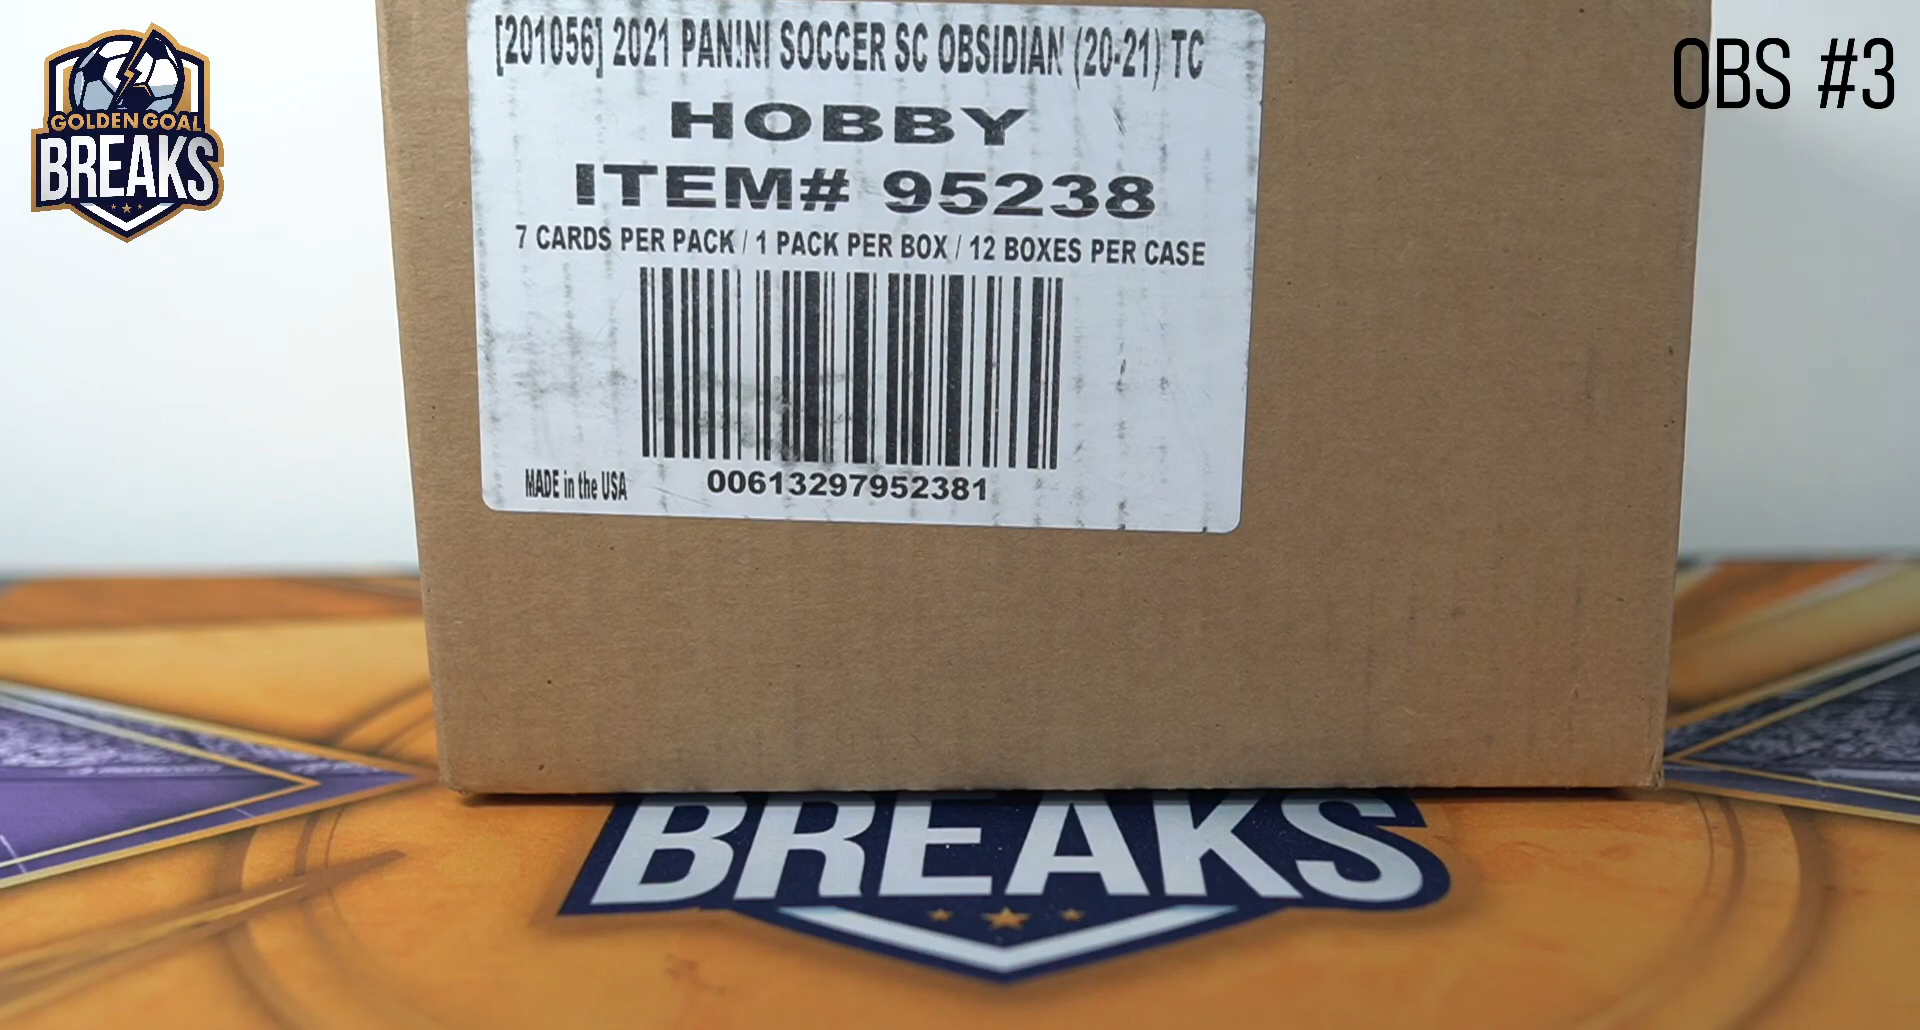 GOLDEN GOAL
BREAKS
OBS #3
[201056] 2021 PANINI SOCCER SC OBSIDIAN (20-21) TC
HOBBY
ITEM# 95238
7 CARDS PER PACK / 1 PACK PER BOX / 12 BOXES PER CASE
MADE in the USA
00613297952381
BREAKS